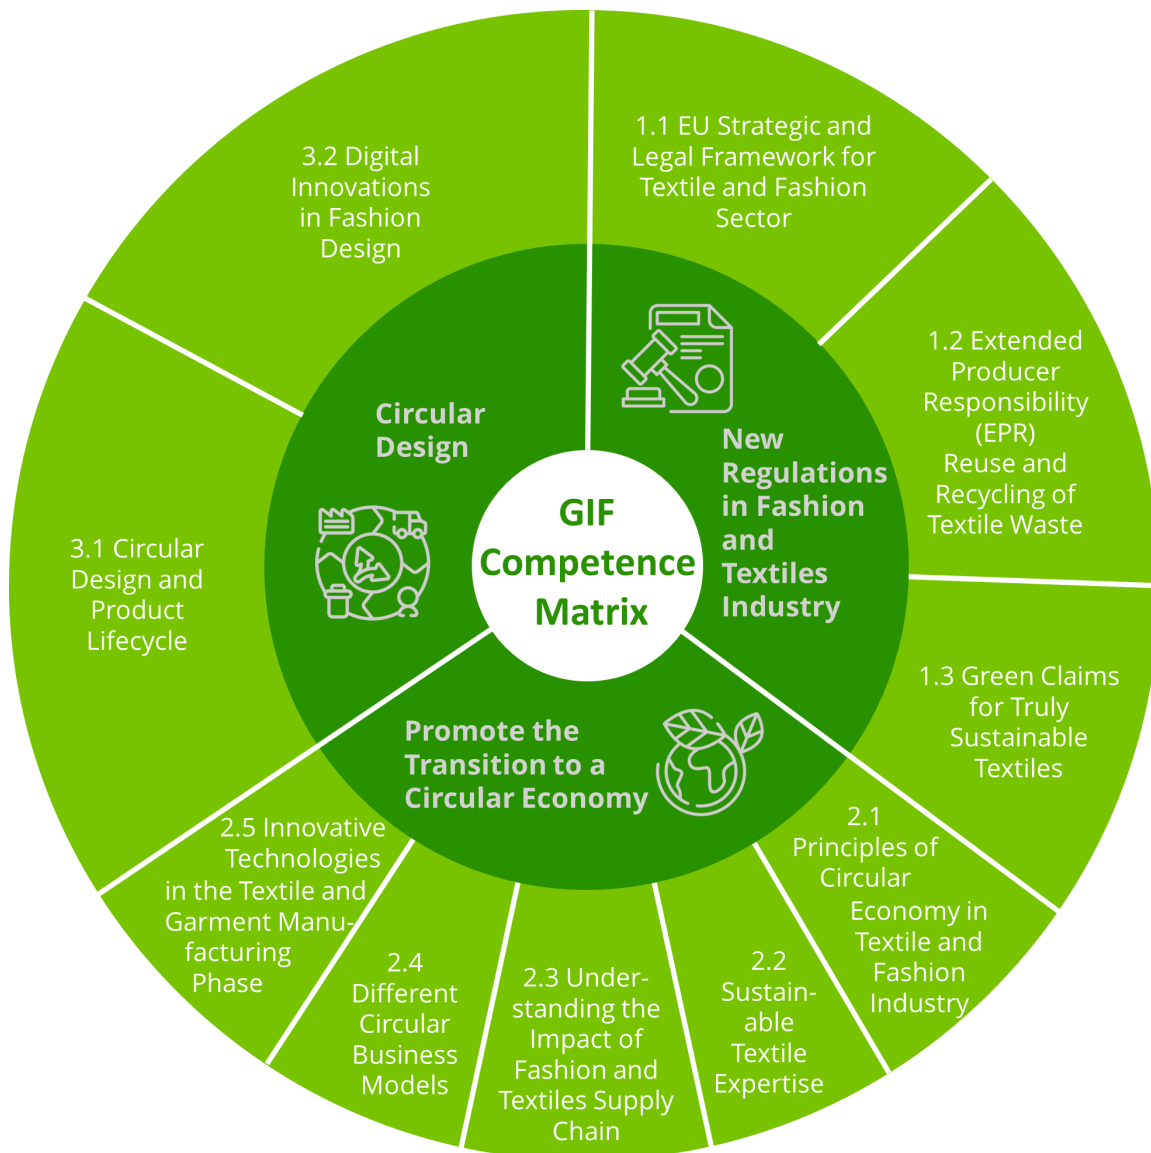 GIF
Competence
Matrix
New
Regulations
in Fashion
and
Textiles
Industry
1.1 EU Strategic and
Legal Framework for
Textile and Fashion
Sector
1.2 Extended
Producer
Responsibility
(EPR)
Reuse and
Recycling of
Textile Waste
1.3 Green Claims
for Truly
Sustainable
Textiles
Promote the
Transition to a
Circular Economy
2.1
Principles of
Circular
Economy in
Textile and
Fashion
Industry
2.2
Sustain-
able
Textile
Expertise
2.3 Under-
standing the
Impact of
Fashion and
Textiles Supply
Chain
2.4
Different
Circular
Business
Models
2.5 Innovative
Technologies
in the Textile and
Garment Manu-
facturing
Phase
Circular
Design
3.1 Circular
Design and
Product
Lifecycle
3.2 Digital
Innovations
in Fashion
Design